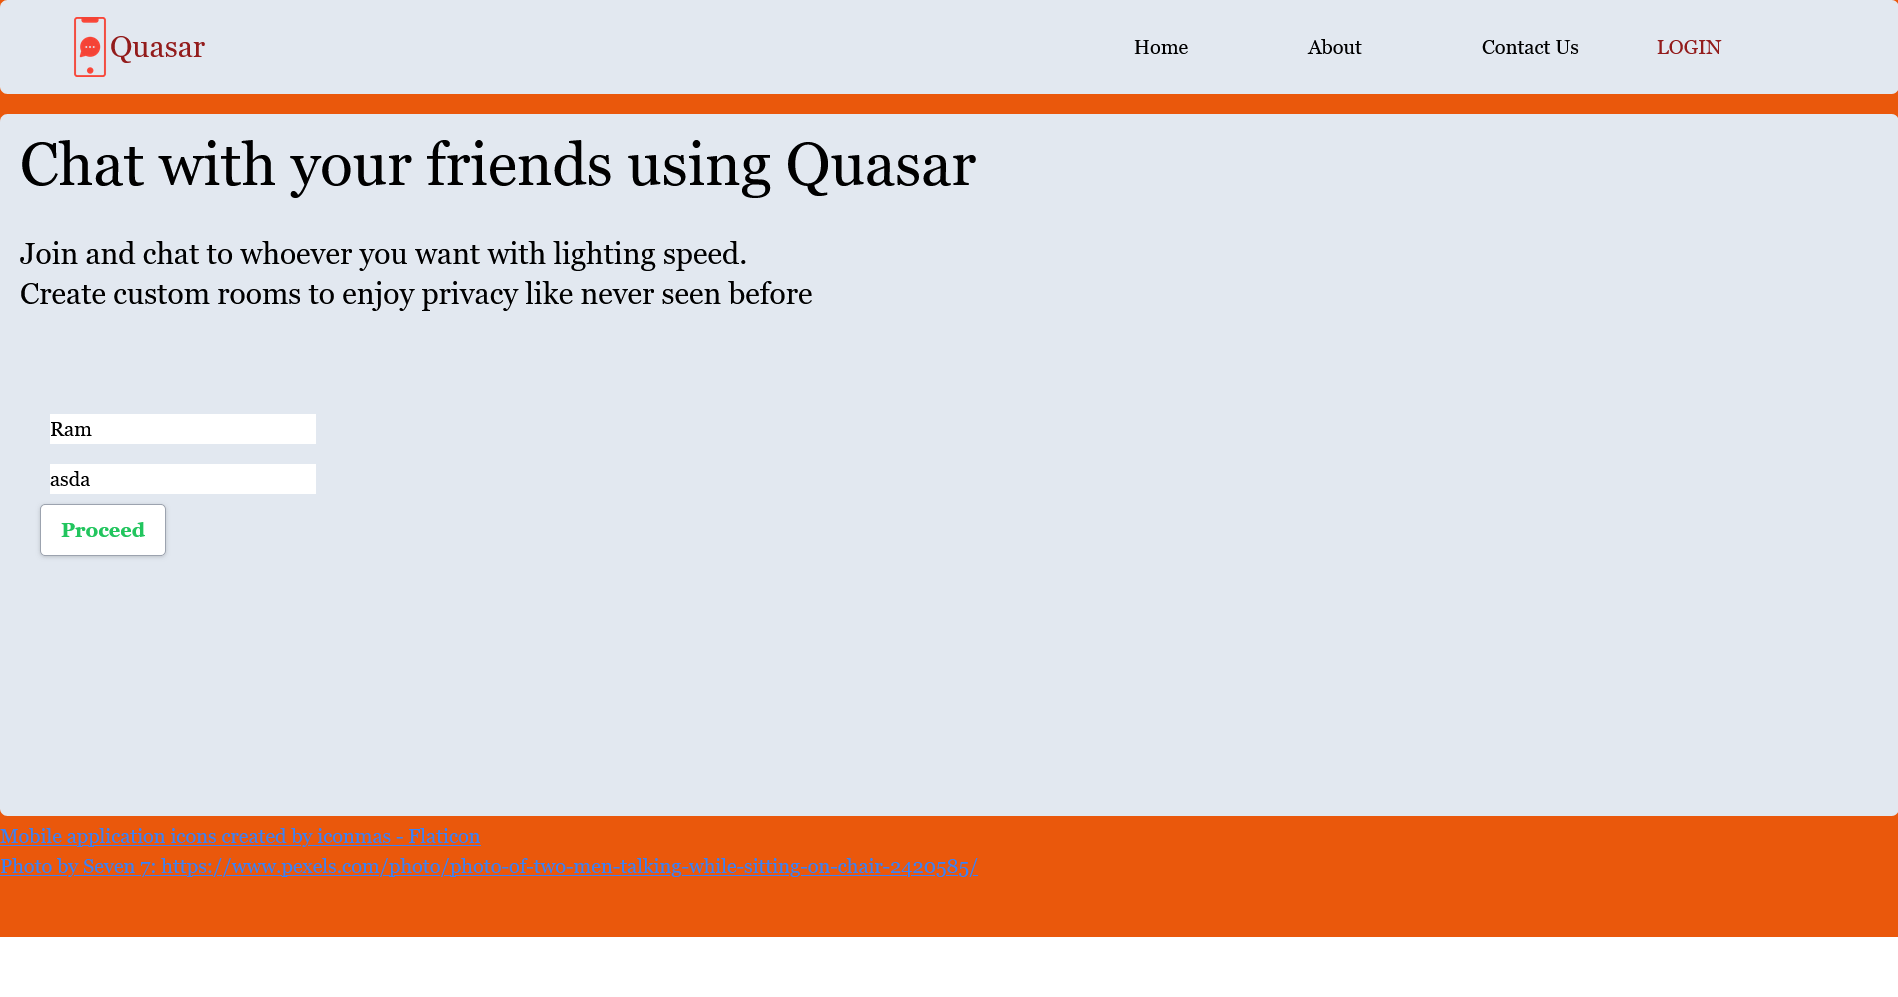 Quasar
Home
About
Contact Us
LOGIN
Chat with your friends using Quasar
Join and chat to whoever you want with lighting speed.
Create custom rooms to enjoy privacy like never seen before
Ram
asda
Proceed
Mobile application icons created by iconmas - Flaticon
Photo by Seven 7: https://www.pexels.com/photo/photo-of-two-men-talking-while-sitting-on-chair-2420585/